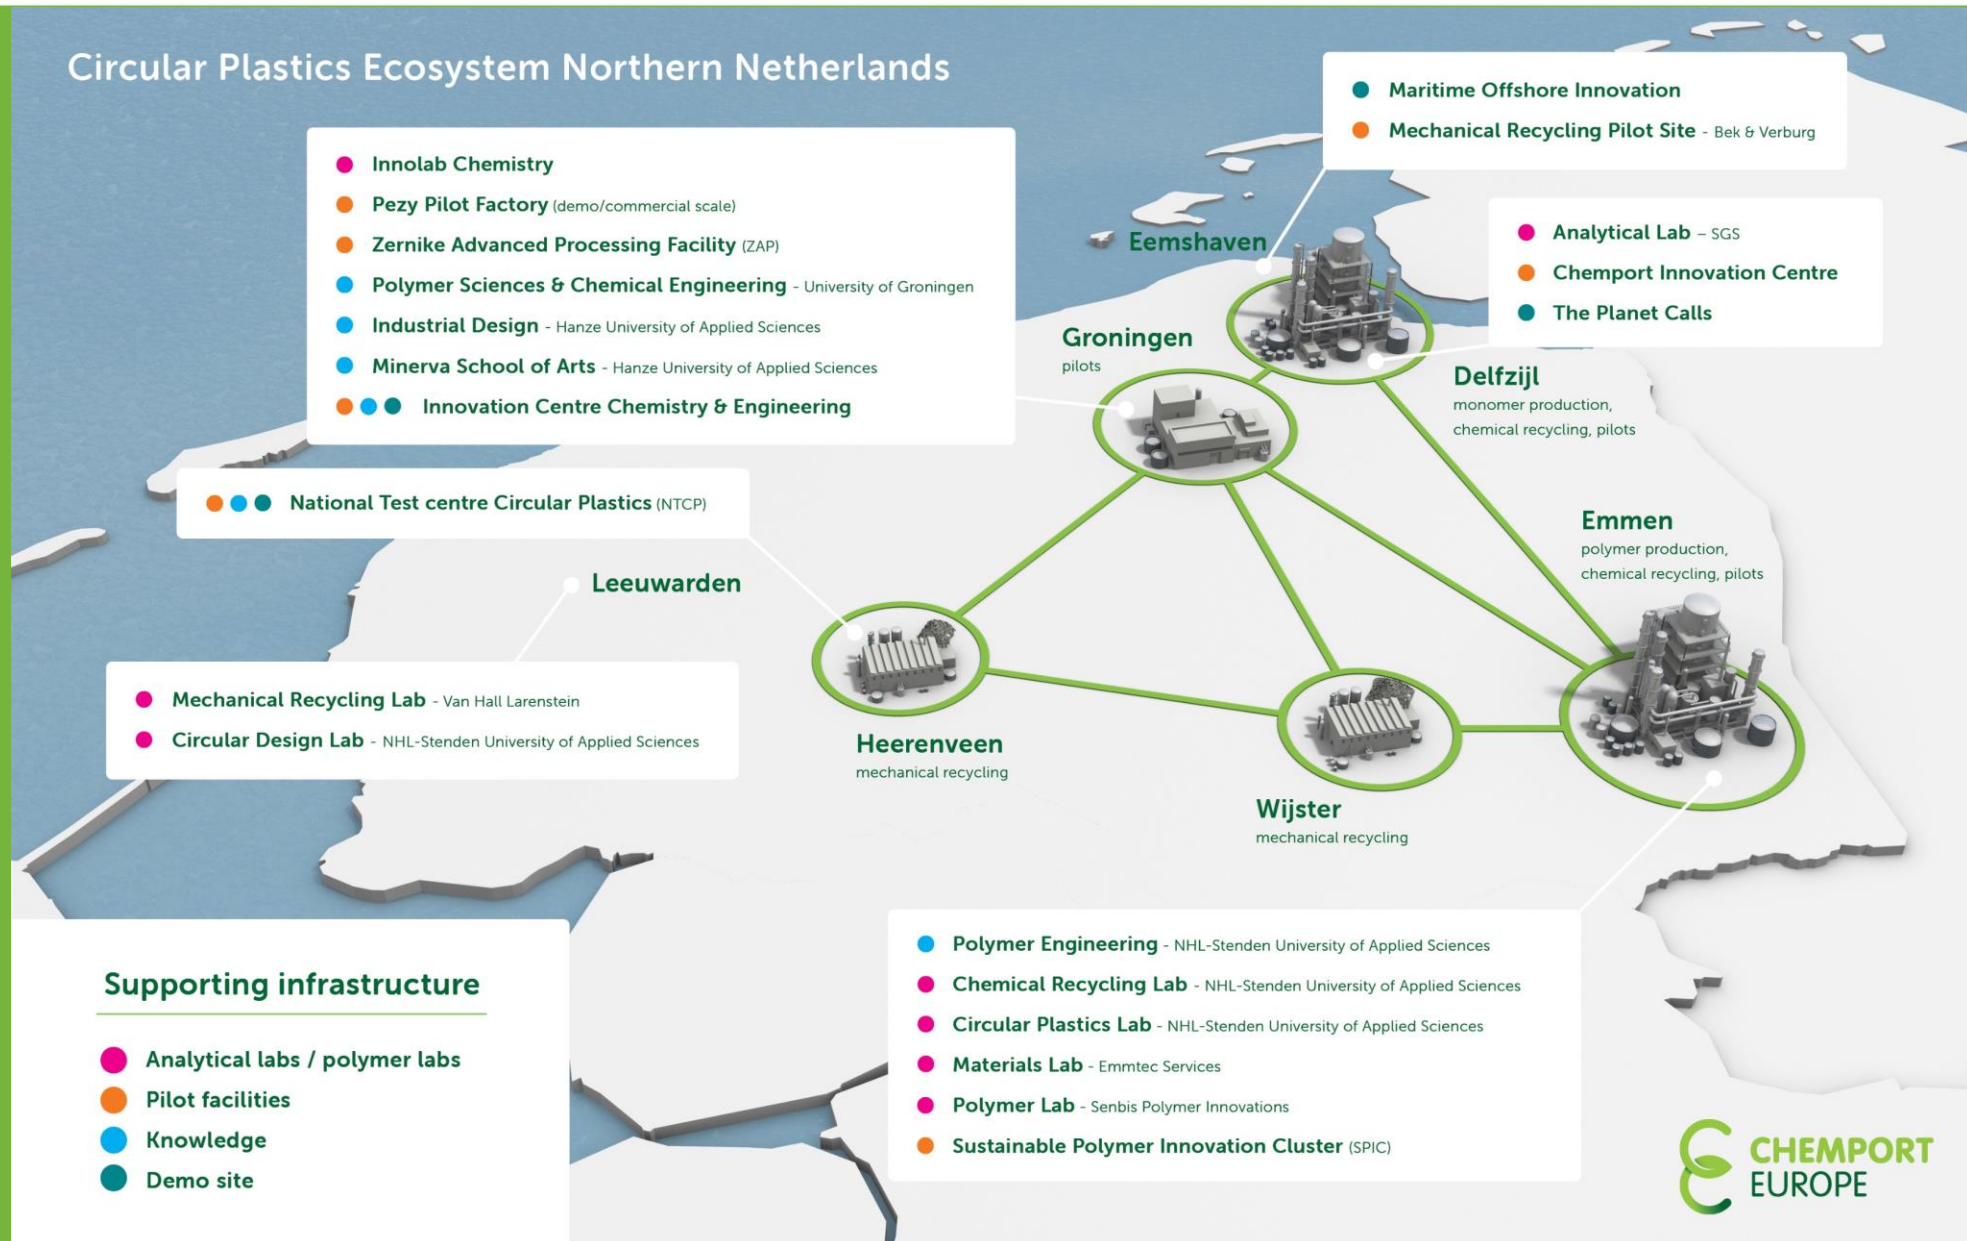 Circular Plastics Ecosystem Northern Netherlands
Maritime Offshore Innovation
Mechanical Recycling Pilot Site - Bek & Verburg
Innolab Chemistry
Pezy Pilot Factory (demo/commercial scale)
Zernike Advanced Processing Facility (ZAP)
Polymer Sciences & Chemical Engineering - University of Groningen
Industrial Design - Hanze University of Applied Sciences
Minerva School of Arts - Hanze University of Applied Sciences
Innovation Centre Chemistry & Engineering
Analytical Lab – SGS
Chemport Innovation Centre
The Planet Calls
Eemshaven
Groningen
pilots
Delfzijl
monomer production,
chemical recycling, pilots
National Test centre Circular Plastics (NTCP)
Emmen
polymer production,
chemical recycling, pilots
Leeuwarden
Mechanical Recycling Lab - Van Hall Larenstein
Circular Design Lab - NHL-Stenden University of Applied Sciences
Heerenveen
mechanical recycling
Wijster
mechanical recycling
Supporting infrastructure
Analytical labs / polymer labs
Pilot facilities
Knowledge
Demo site
Polymer Engineering - NHL-Stenden University of Applied Sciences
Chemical Recycling Lab - NHL-Stenden University of Applied Sciences
Circular Plastics Lab - NHL-Stenden University of Applied Sciences
Materials Lab - Emmtec Services
Polymer Lab - Senbis Polymer Innovations
Sustainable Polymer Innovation Cluster (SPIC)
CHEMPORT
EUROPE